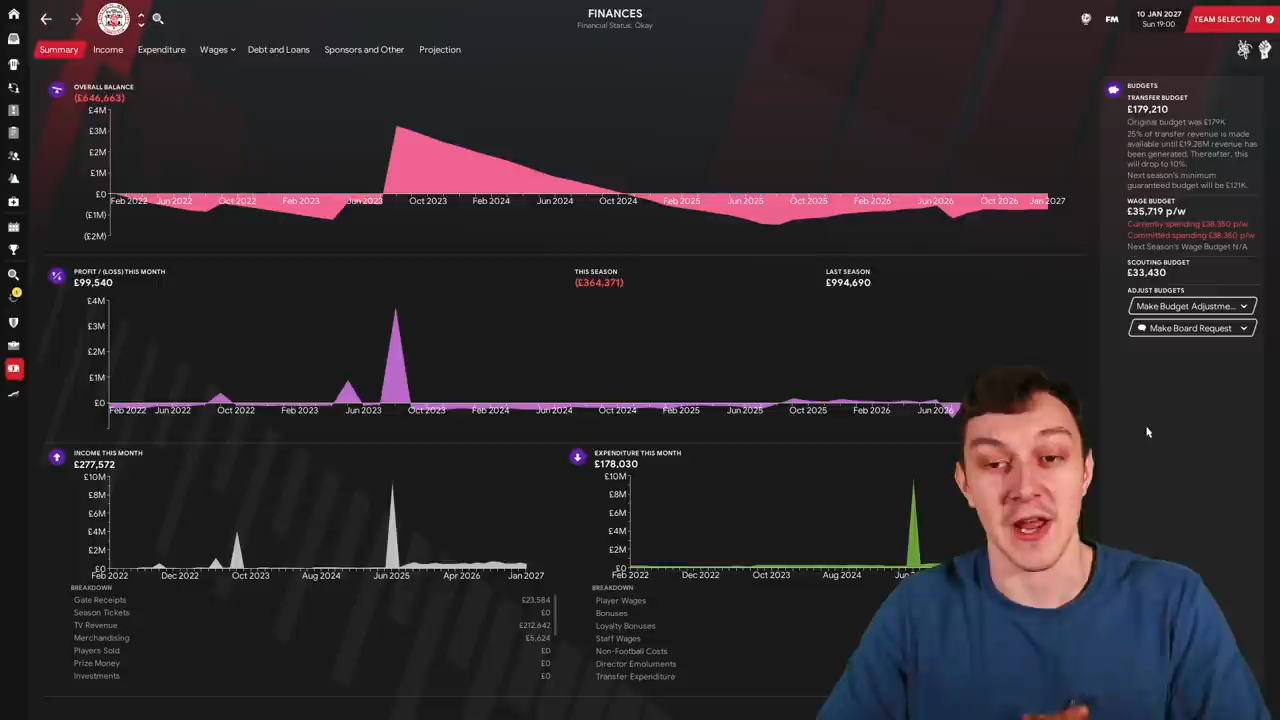 FINANCES
Financial Status: Okay
FM
10 JAN 2027
Sun 19:00
TEAM SELECTION
Summary
Income
Expenditure
Wages
Debt and Loans
Sponsors and Other
Projection
OVERALL BALANCE
(£646,663)
£4M
£3M
£2M
£1M
£0
(£1M)
(£2M)
Feb 2022 Jun 2022 Oct 2022 Feb 2023 Jun 2023 Oct 2023 Feb 2024 Jun 2024 Oct 2024 Feb 2025 Jun 2025 Oct 2025 Feb 2026 Jun 2026 Oct 2026 Jan 2027
PROFIT / (LOSS) THIS MONTH
£99,540
THIS SEASON
(£364,371)
LAST SEASON
£994,690
£4M
£3M
£2M
£1M
£0
Feb 2022 Jun 2022 Oct 2022 Feb 2023 Jun 2023 Oct 2023 Feb 2024 Jun 2024 Oct 2024 Feb 2025 Jun 2025 Oct 2025 Feb 2026 Jun 2026
INCOME THIS MONTH
£277,572
£10M
£8M
£6M
£4M
£2M
£0
Feb 2022 Dec 2022 Oct 2023 Aug 2024 Jun 2025 Apr 2026 Jan 2027
BREAKDOWN
Gate Receipts £23,584
Season Tickets £0
TV Revenue £212,642
Merchandising £5,624
Players Sold £0
Prize Money £0
Investments £0
EXPENDITURE THIS MONTH
£178,030
£10M
£8M
£6M
£4M
£2M
£0
Feb 2022 Dec 2022 Oct 2023 Aug 2024
BREAKDOWN
Player Wages
Bonuses
Loyalty Bonuses
Staff Wages
Non-Football Costs
Director Emoluments
Transfer Expenditure
BUDGETS
TRANSFER BUDGET
£179,210
Original budget was £179K
25% of transfer revenue is made
available until £19.28M revenue has
been generated. Thereafter, this
will drop to 10%.
Next season's minimum
guaranteed budget will be £121K.
WAGE BUDGET
£35,719 p/w
Currently spending £38,350 p/w
Committed spending £38,350 p/w
Next Season's Wage Budget N/A
SCOUTING BUDGET
£33,430
ADJUST BUDGETS
Make Budget Adjustme...
Make Board Request